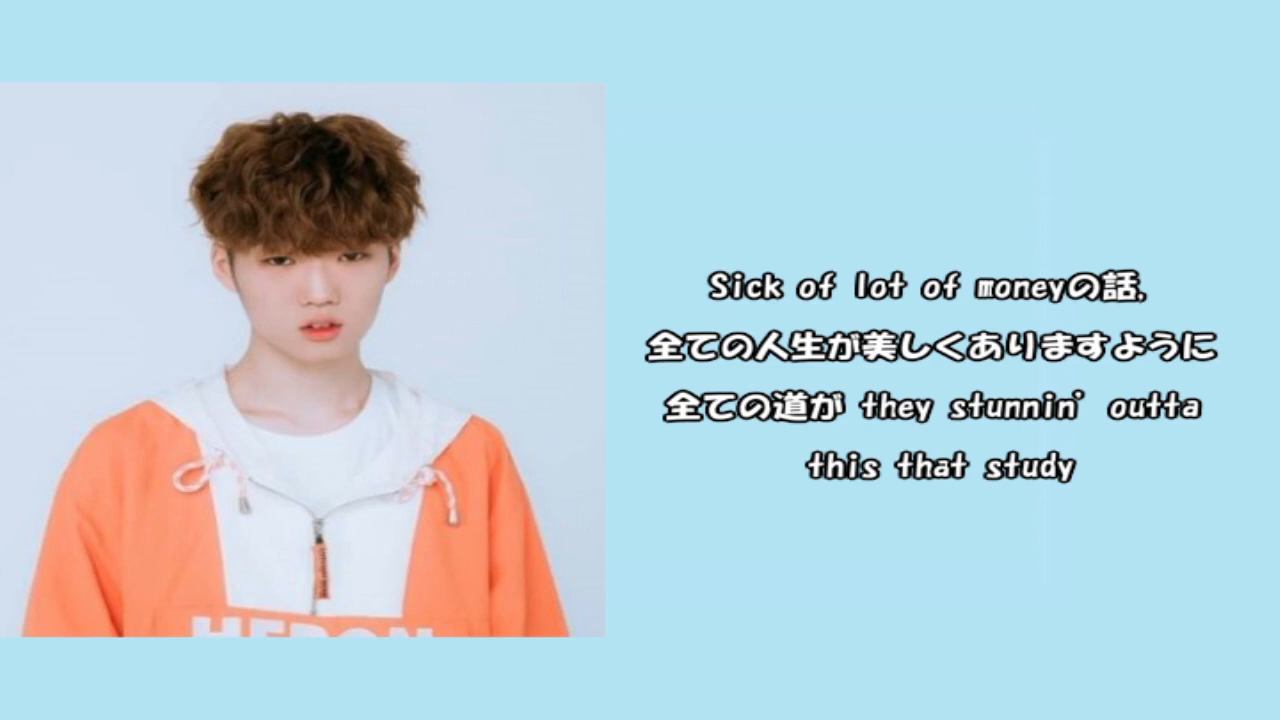 Sick of lot of moneyの話,
全ての人生が美しくありますように
全ての道が they stunnin' outta
this that study
HERON